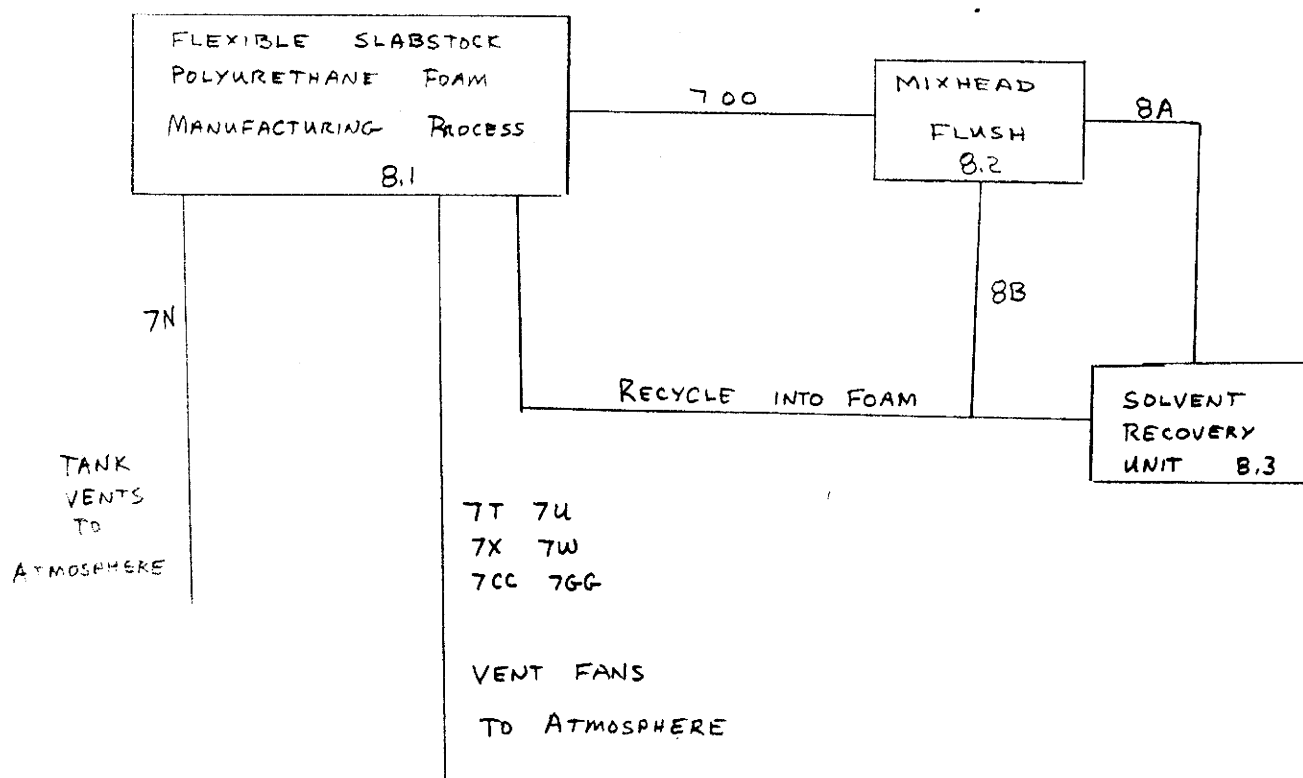 FLEXIBLE SLABSTOCK
POLYURETHANE FOAM
MANUFACTURING PROCESS
8.1
700
MIXHEAD
FLUSH
8.2
8A
7N
8B
RECYCLE INTO FOAM
SOLVENT
RECOVERY
UNIT 8.3
TANK
VENTS
TO
ATMOSPHERE
7T 7U
7X 7W
7CC 7GG
VENT FANS
TO ATMOSPHERE